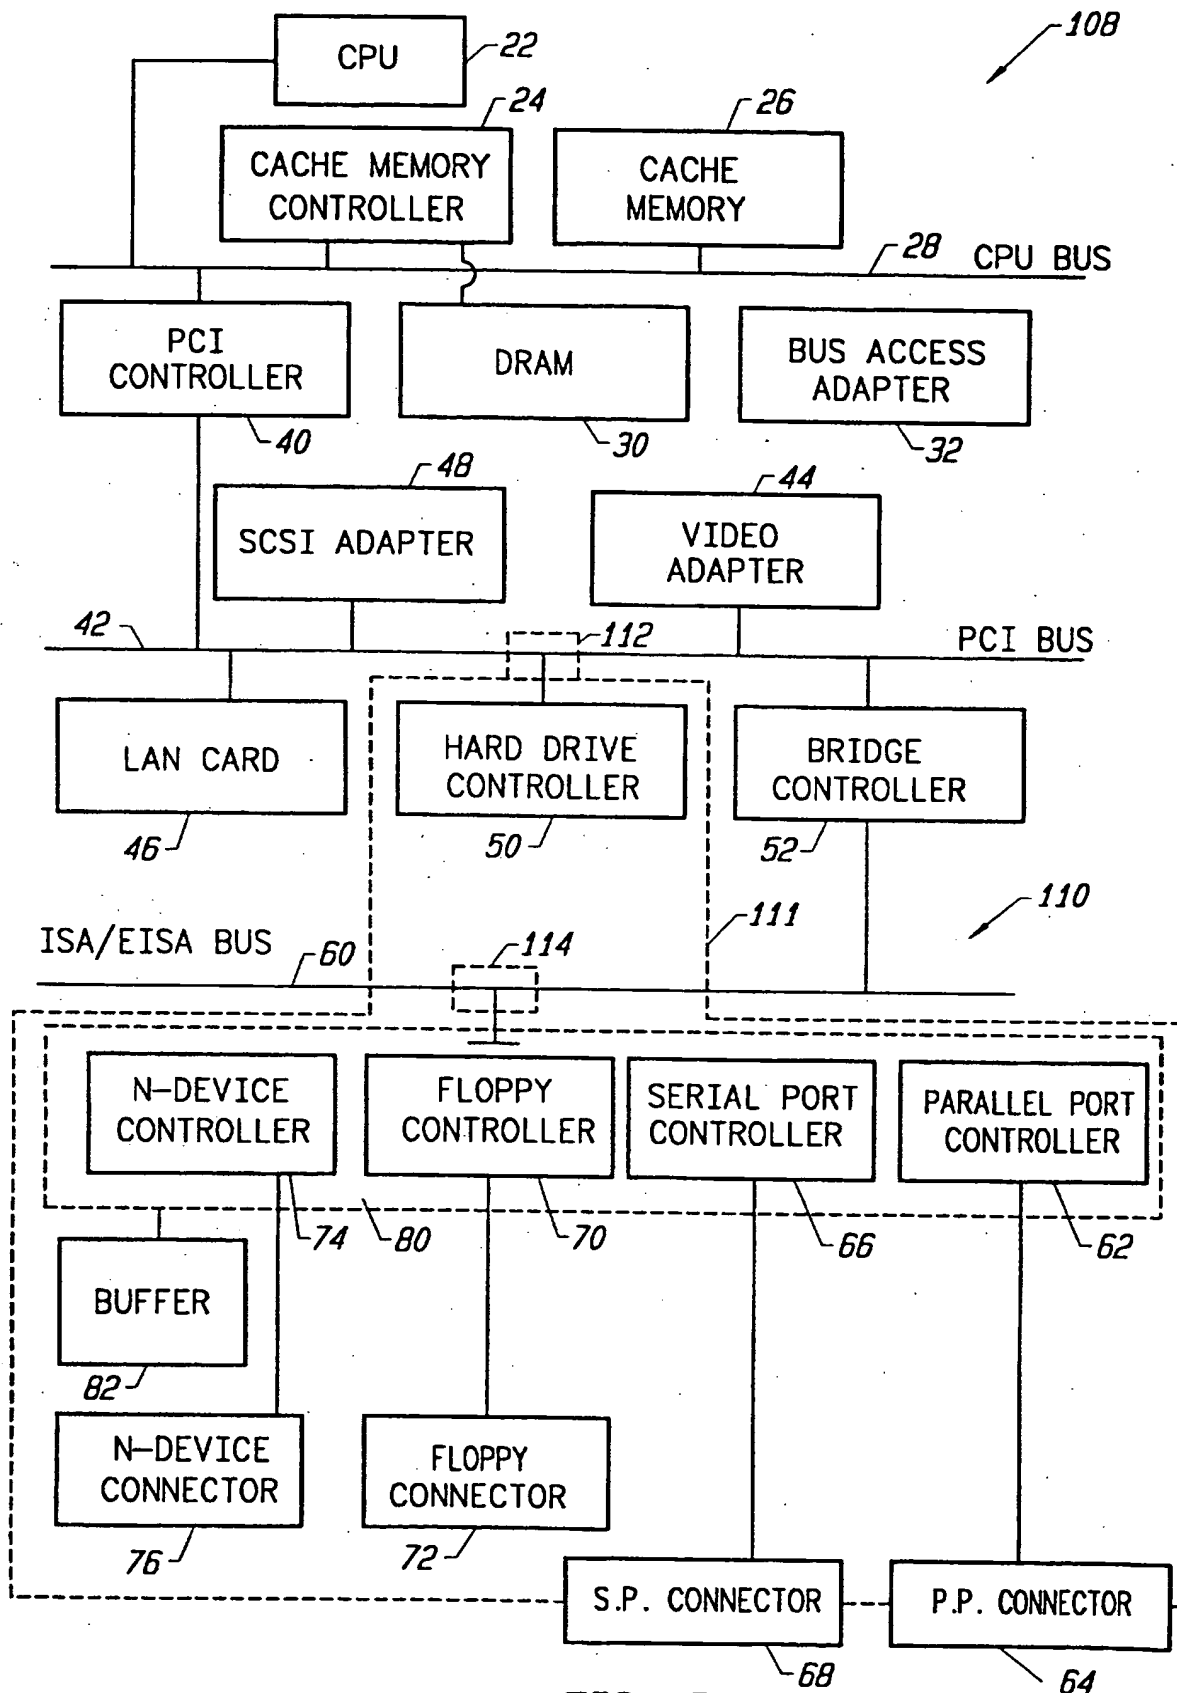 108
CPU
22
24
26
CACHE MEMORY
CONTROLLER
CACHE
MEMORY
28
CPU BUS
PCI
CONTROLLER
DRAM
BUS ACCESS
ADAPTER
40
30
32
48
44
SCSI ADAPTER
VIDEO
ADAPTER
42
112
PCI BUS
LAN CARD
HARD DRIVE
CONTROLLER
BRIDGE
CONTROLLER
46
50
52
110
111
ISA/EISA BUS
60
114
N-DEVICE
CONTROLLER
FLOPPY
CONTROLLER
SERIAL PORT
CONTROLLER
PARALLEL PORT
CONTROLLER
74
80
70
66
62
BUFFER
82
N-DEVICE
CONNECTOR
FLOPPY
CONNECTOR
76
72
S.P. CONNECTOR
P.P. CONNECTOR
68
64